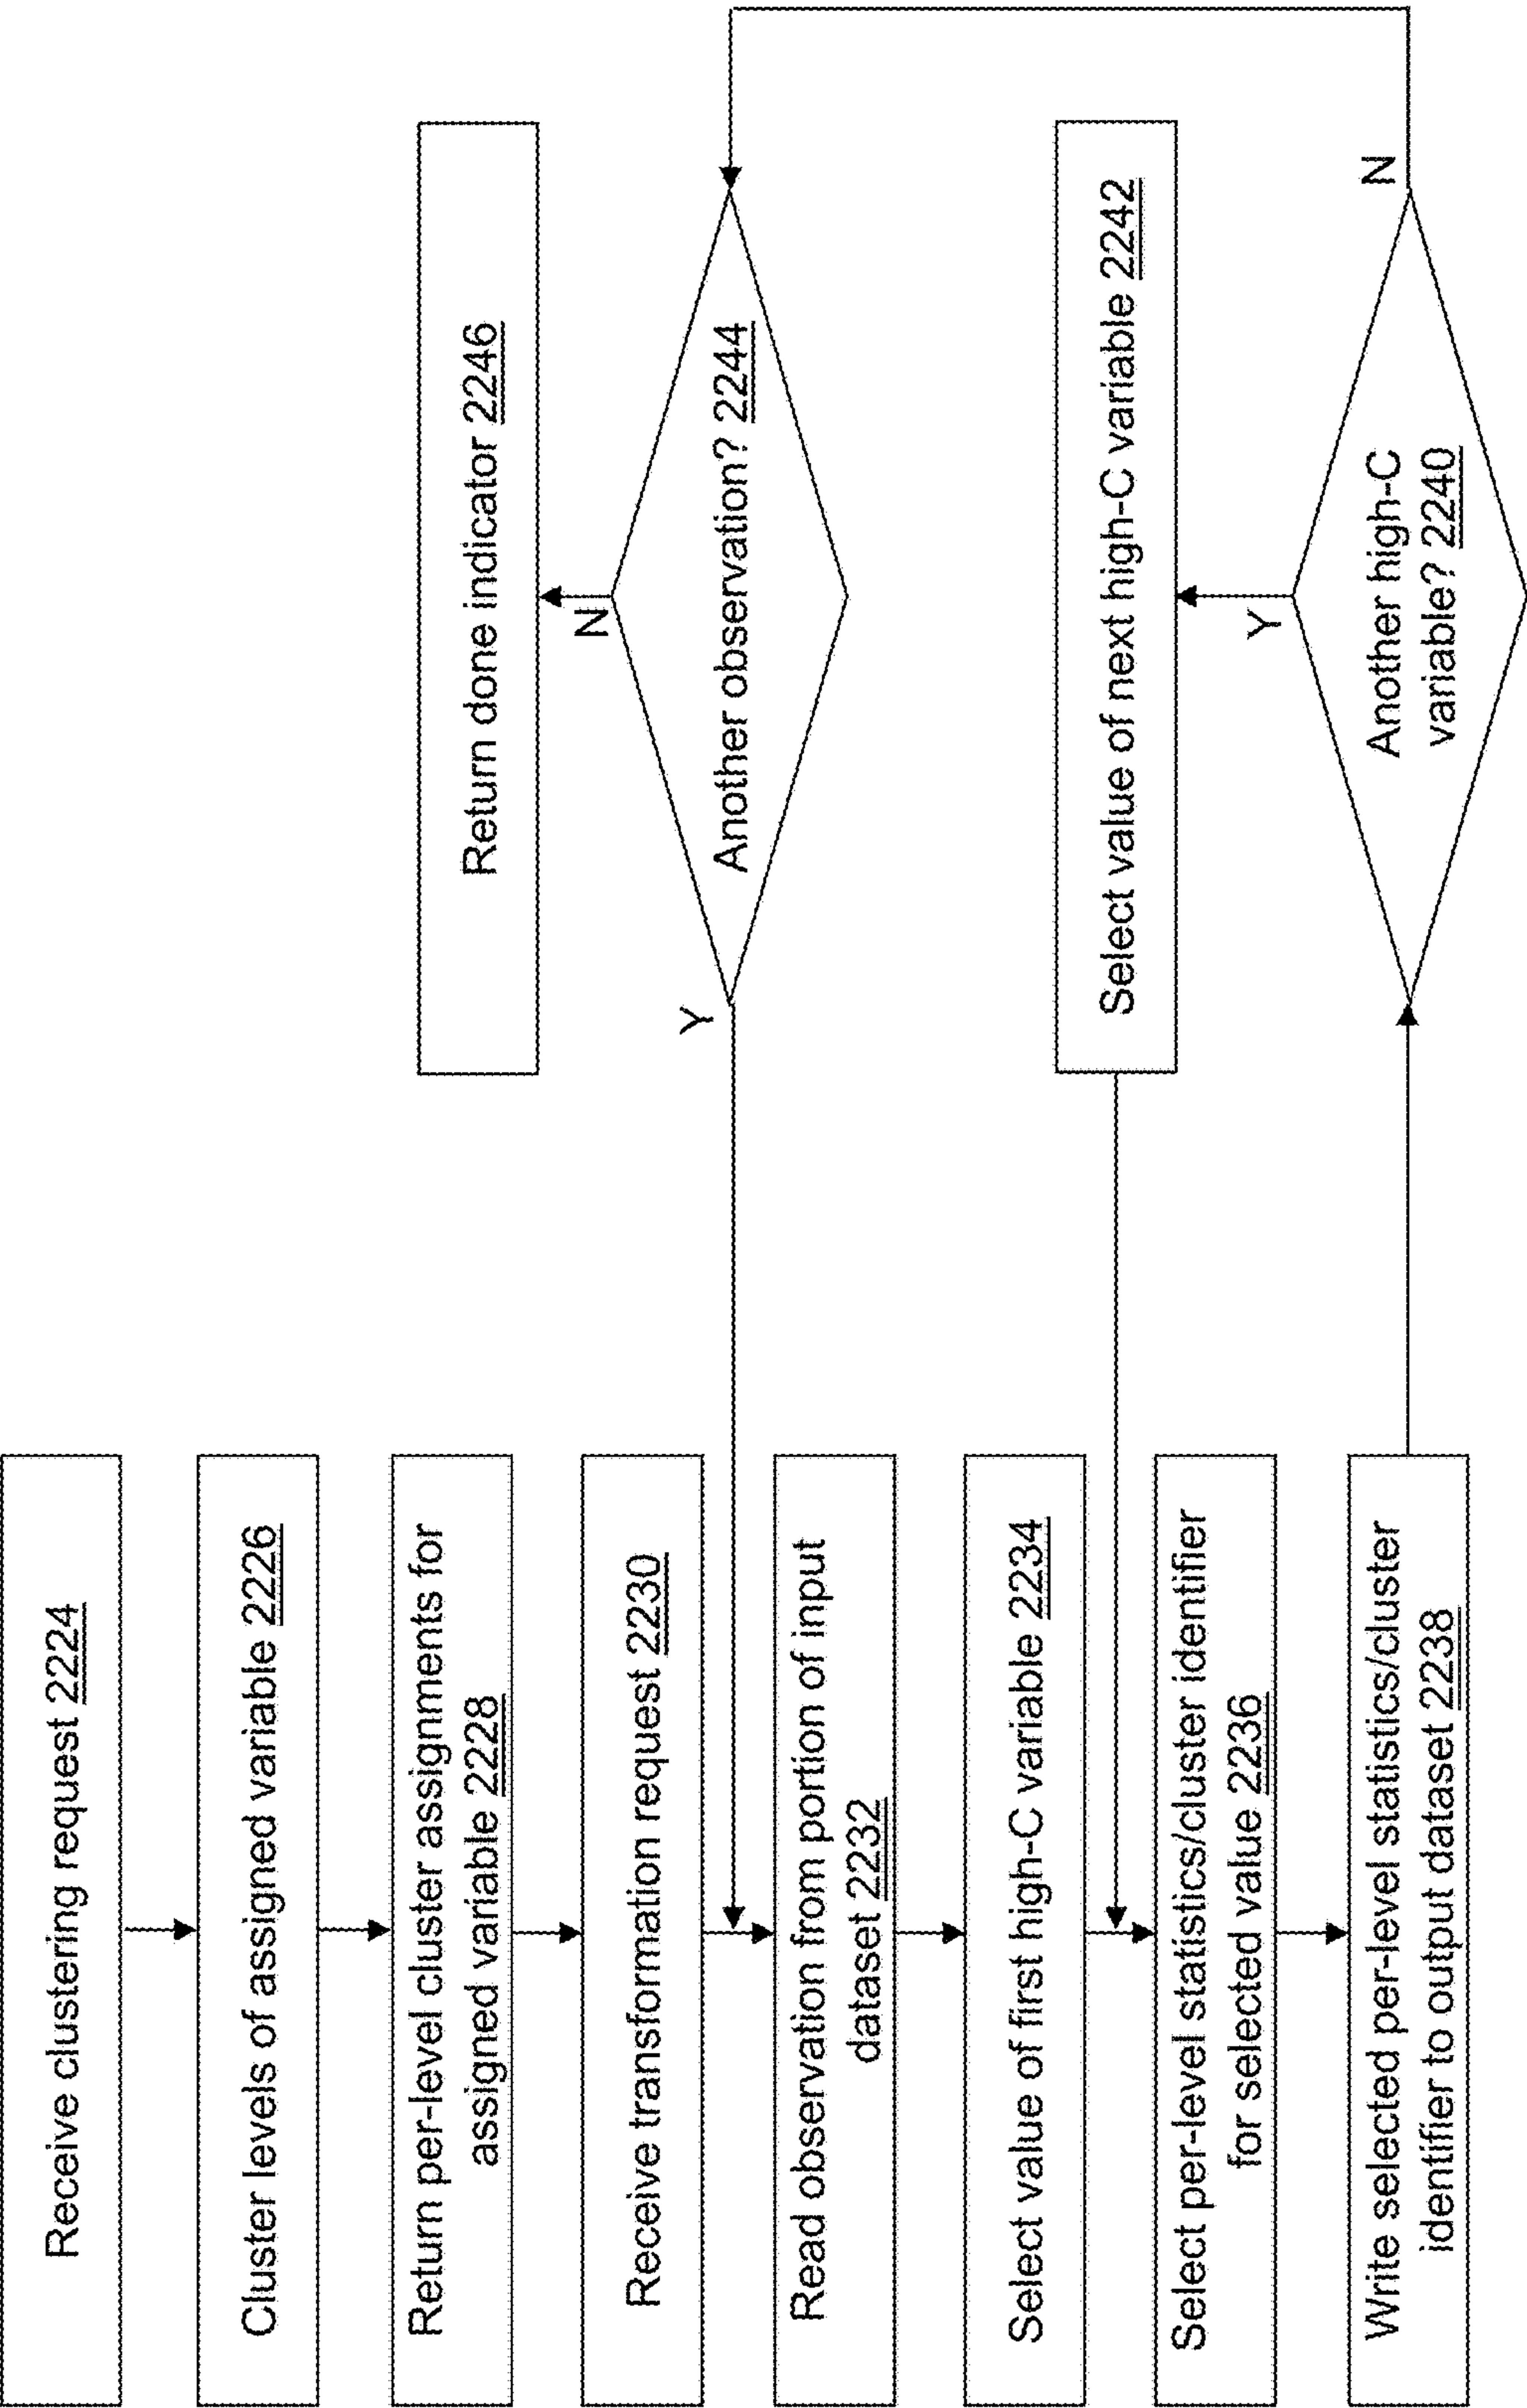 Receive clustering request 2224
Cluster levels of assigned variable 2226
Return per-level cluster assignments for
assigned variable 2228
Receive transformation request 2230
Read observation from portion of input
dataset 2232
Select value of first high-C variable 2234
Select per-level statistics/cluster identifier
for selected value 2236
Write selected per-level statistics/cluster
identifier to output dataset 2238
Another high-C
variable? 2240
Y
N
Select value of next high-C variable 2242
Another observation? 2244
Y
N
Return done indicator 2246